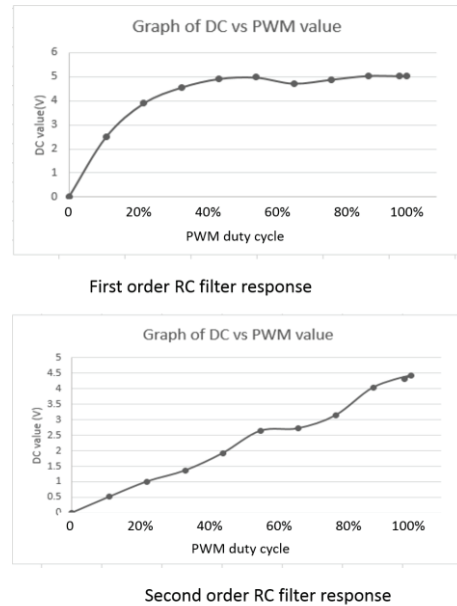 Graph of DC vs PWM value
6
5
4
3
2
1
0
DC value(V)
0 20% 40% 60% 80% 100%
PWM duty cycle
First order RC filter response
Graph of DC vs PWM value
5
4.5
4
3.5
3
2.5
2
1.5
1
0.5
0
DC value (V)
0 20% 40% 60% 80% 100%
PWM duty cycle
Second order RC filter response